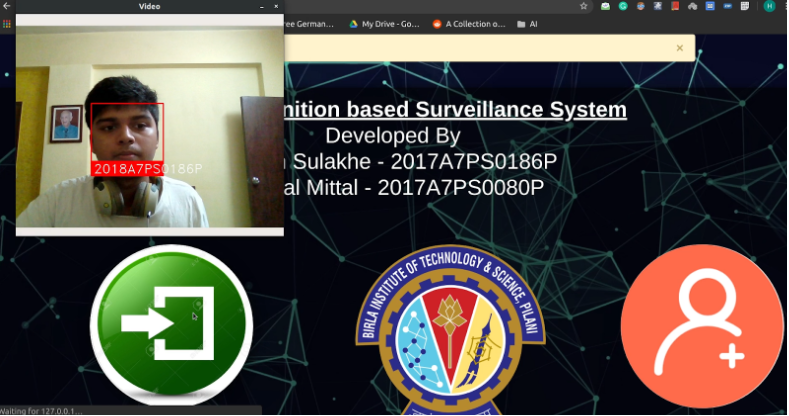 Video
ree German...
My Drive - Go...
A Collection o...
AI
H
nition based Surveillance System
Developed By
Sulakhe - 2017A7PS0186P
al Mittal - 2017A7PS0080P
2018A7PS0186P
BIRLA INSTITUTE OF TECHNOLOGY & SCIENCE, PILANI
Waiting for 127.0.0.1...